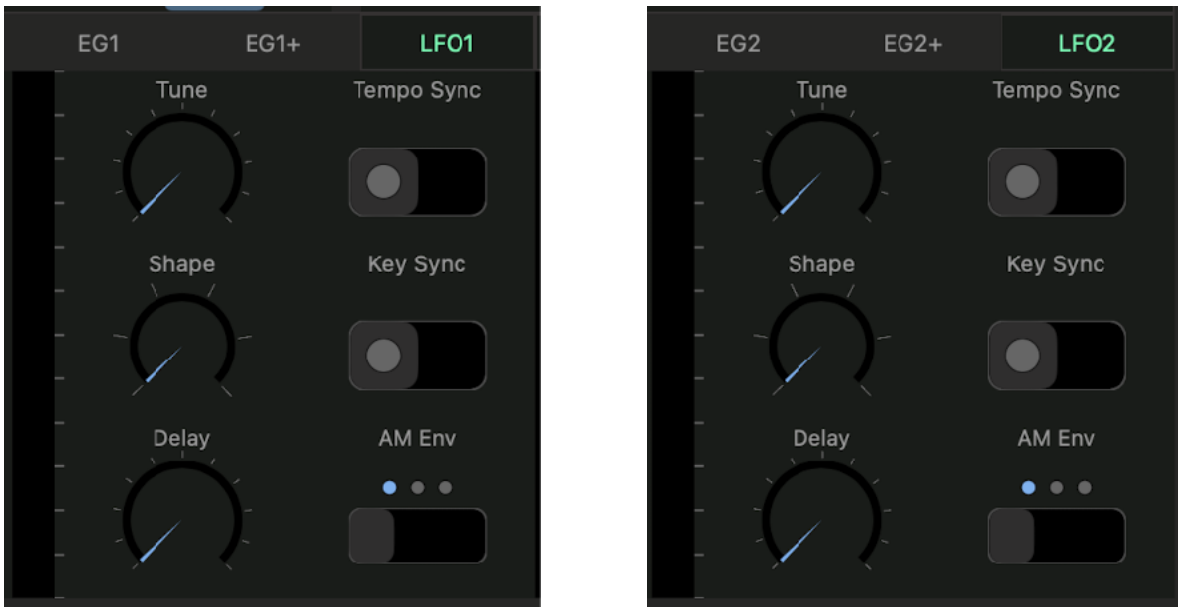 EG1 EG1+ LFO1
Tune Tempo Sync
Shape Key Sync
Delay AM Env
EG2 EG2+ LFO2
Tune Tempo Sync
Shape Key Sync
Delay AM Env